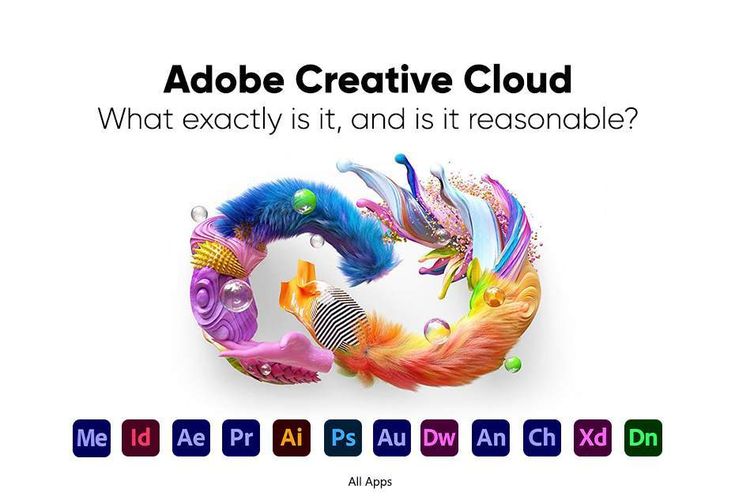 Adobe Creative Cloud
What exactly is it, and is it reasonable?
Me Id Ae Pr Ai Ps Au Dw An Ch Xd Dn
All Apps